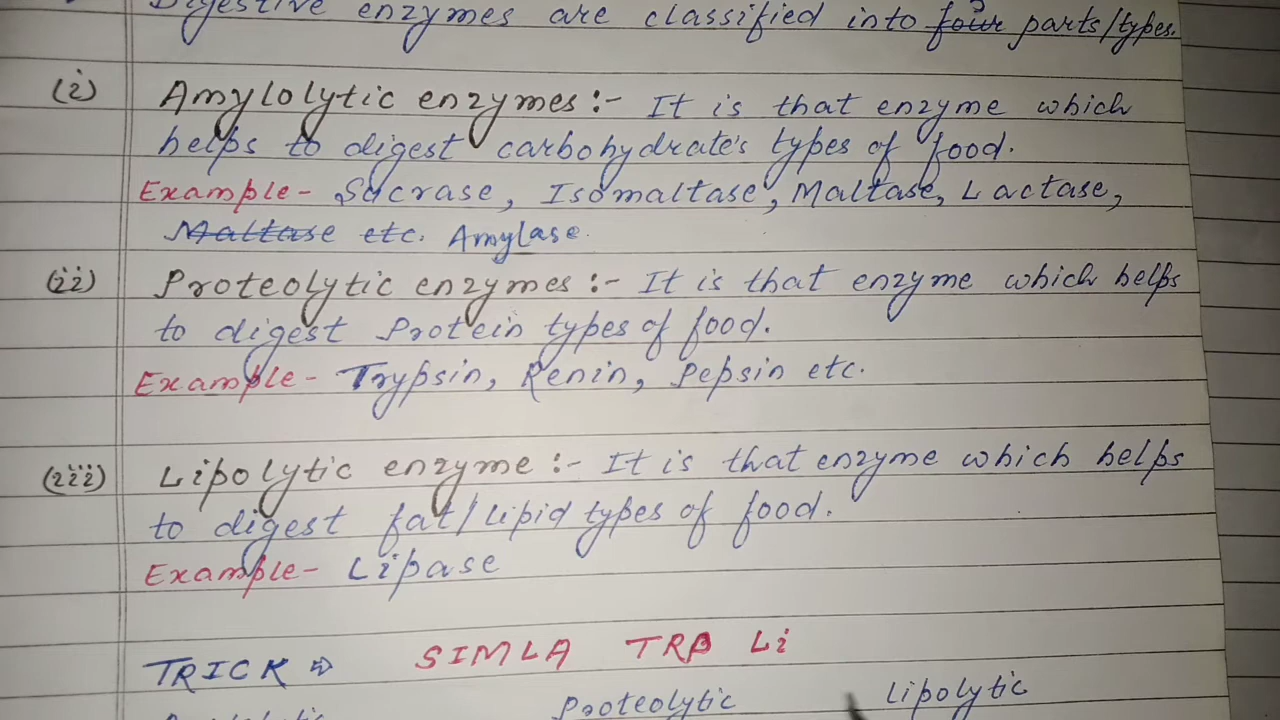 Digestive enzymes are classified into four parts/types.
(i) Amylolytic enzymes :- It is that enzyme which
helps to digest carbohydrate's types of food.
Example - Sucrase, Isomaltase, Maltase, Lactase,
Maltase etc. Amylase.
(ii) Proteolytic enzymes :- It is that enzyme which helps
to digest Protein types of food.
Example - Trypsin, Renin, Pepsin etc.
(iii) Lipolytic enzyme :- It is that enzyme which helps
to digest fat/lipid types of food.
Example - Lipase
TRICK ⇨ SIMLA TRP Li
Proteolytic Lipolytic